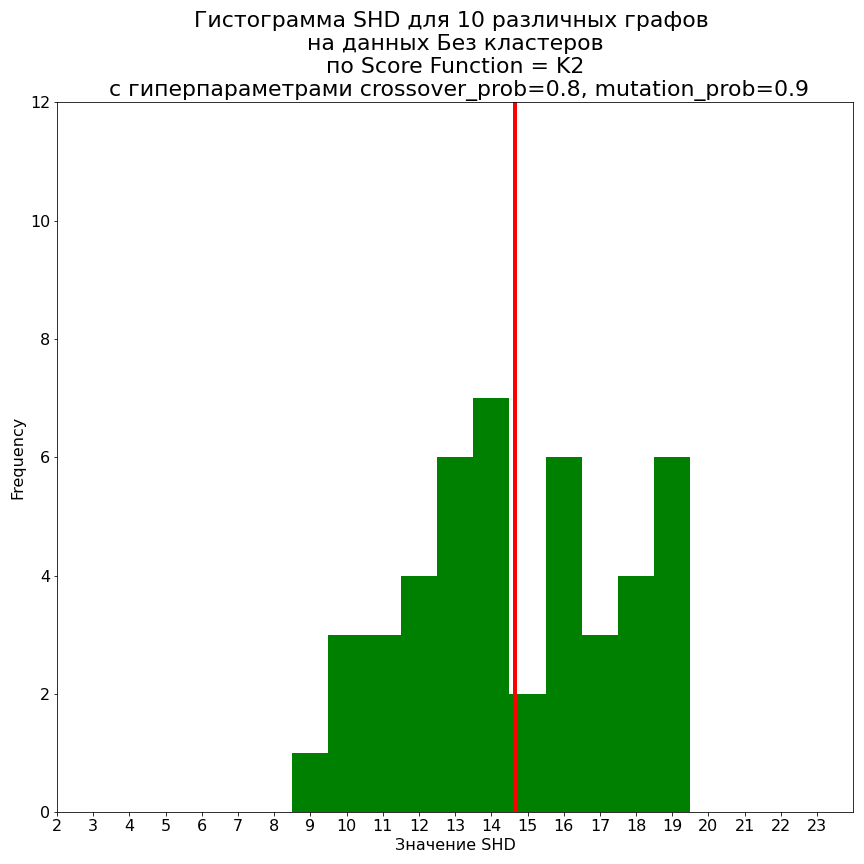 Гистограмма SHD для 10 различных графов
на данных Без кластеров
по Score Function = K2
с гиперпараметрами crossover_prob=0.8, mutation_prob=0.9
12
10
8
6
4
2
0
Frequency
2 3 4 5 6 7 8 9 10 11 12 13 14 15 16 17 18 19 20 21 22 23
Значение SHD